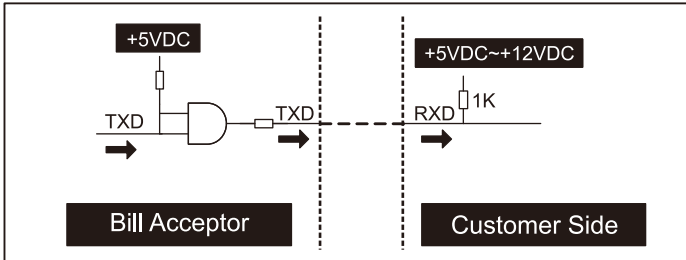 +5VDC
+5VDC~+12VDC
1K
TXD
TXD
RXD
Bill Acceptor
Customer Side